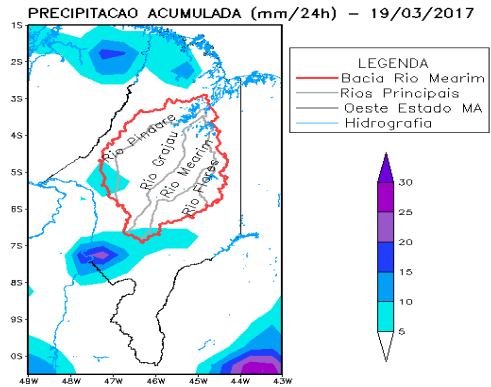 PRECIPITACAO ACUMULADA (mm/24h) – 19/03/2017
LEGENDA
Bacia Rio Mearim
Rios Principais
Oeste Estado MA
Hidrografia
1S
2S
3S
4S
5S
6S
7S
8S
9S
0S
48W
48W
47W
46W
45W
44W
43W
Rio Pindare
Rio Grajau
Rio Mearim
Rio Flores
30
25
20
15
10
5